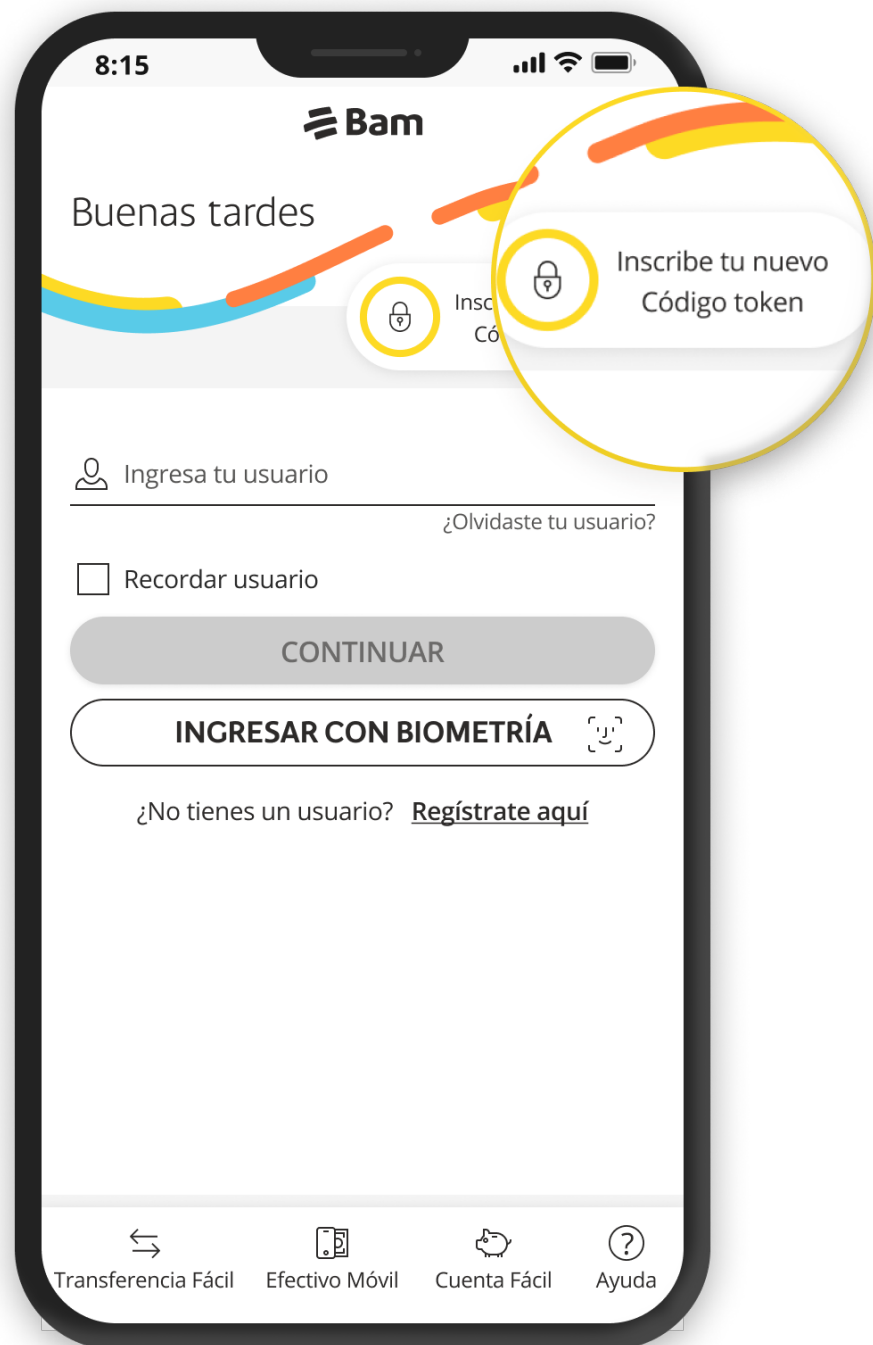 8:15
Bam
Buenas tardes
Insc
Có
Inscribe tu nuevo
Código token
Ingresa tu usuario
¿Olvidaste tu usuario?
Recordar usuario
CONTINUAR
INGRESAR CON BIOMETRÍA
¿No tienes un usuario? Regístrate aquí
Transferencia Fácil Efectivo Móvil Cuenta Fácil Ayuda